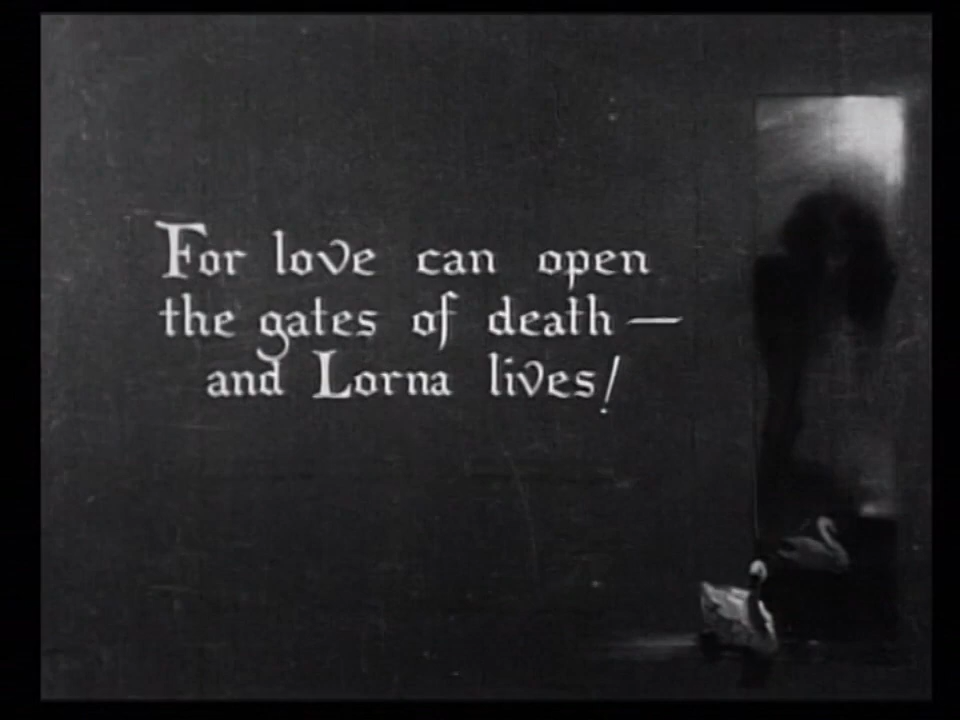 For love can open
the gates of death —
and Lorna lives!